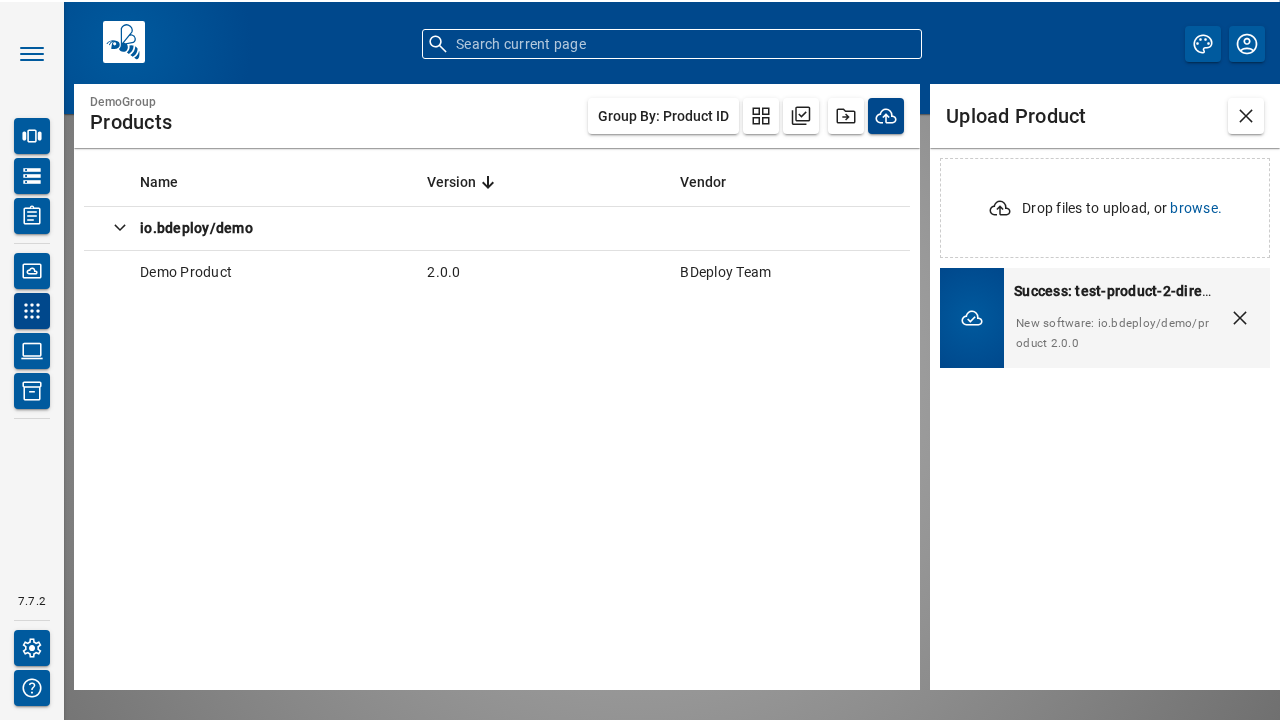 Search current page
DemoGroup
Products
Group By: Product ID
Upload Product
Name
Version
Vendor
Drop files to upload, or browse.
io.bdeploy/demo
Demo Product
2.0.0
BDeploy Team
Success: test-product-2-dire...
New software: io.bdeploy/demo/pr
oduct 2.0.0
7.7.2